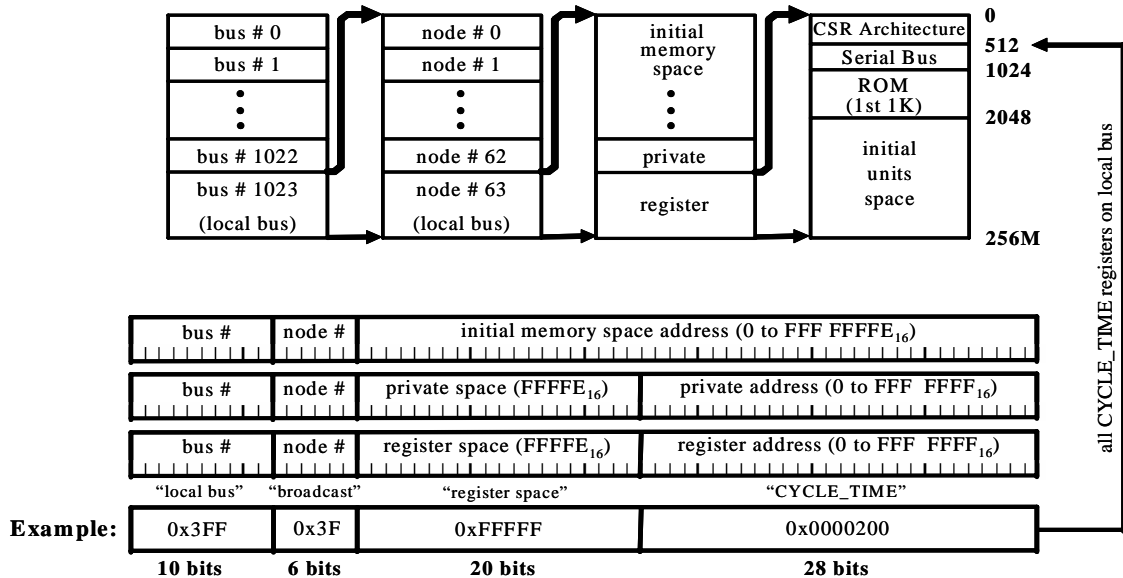 bus # 0
bus # 1
bus # 1022
bus # 1023
(local bus)
node # 0
node # 1
node # 62
node # 63
(local bus)
initial
memory
space
private
register
CSR Architecture
Serial Bus
ROM
(1st 1K)
initial
units
space
0
512
1024
2048
256M
all CYCLE_TIME registers on local bus
bus # node # initial memory space address (0 to FFF FFFFE16)
bus # node # private space (FFFFE16) private address (0 to FFF FFFF16)
bus # node # register space (FFFFE16) register address (0 to FFF FFFF16)
“local bus” “broadcast” “register space” “CYCLE_TIME”
Example: 0x3FF 0x3F 0xFFFFF 0x0000200
10 bits 6 bits 20 bits 28 bits